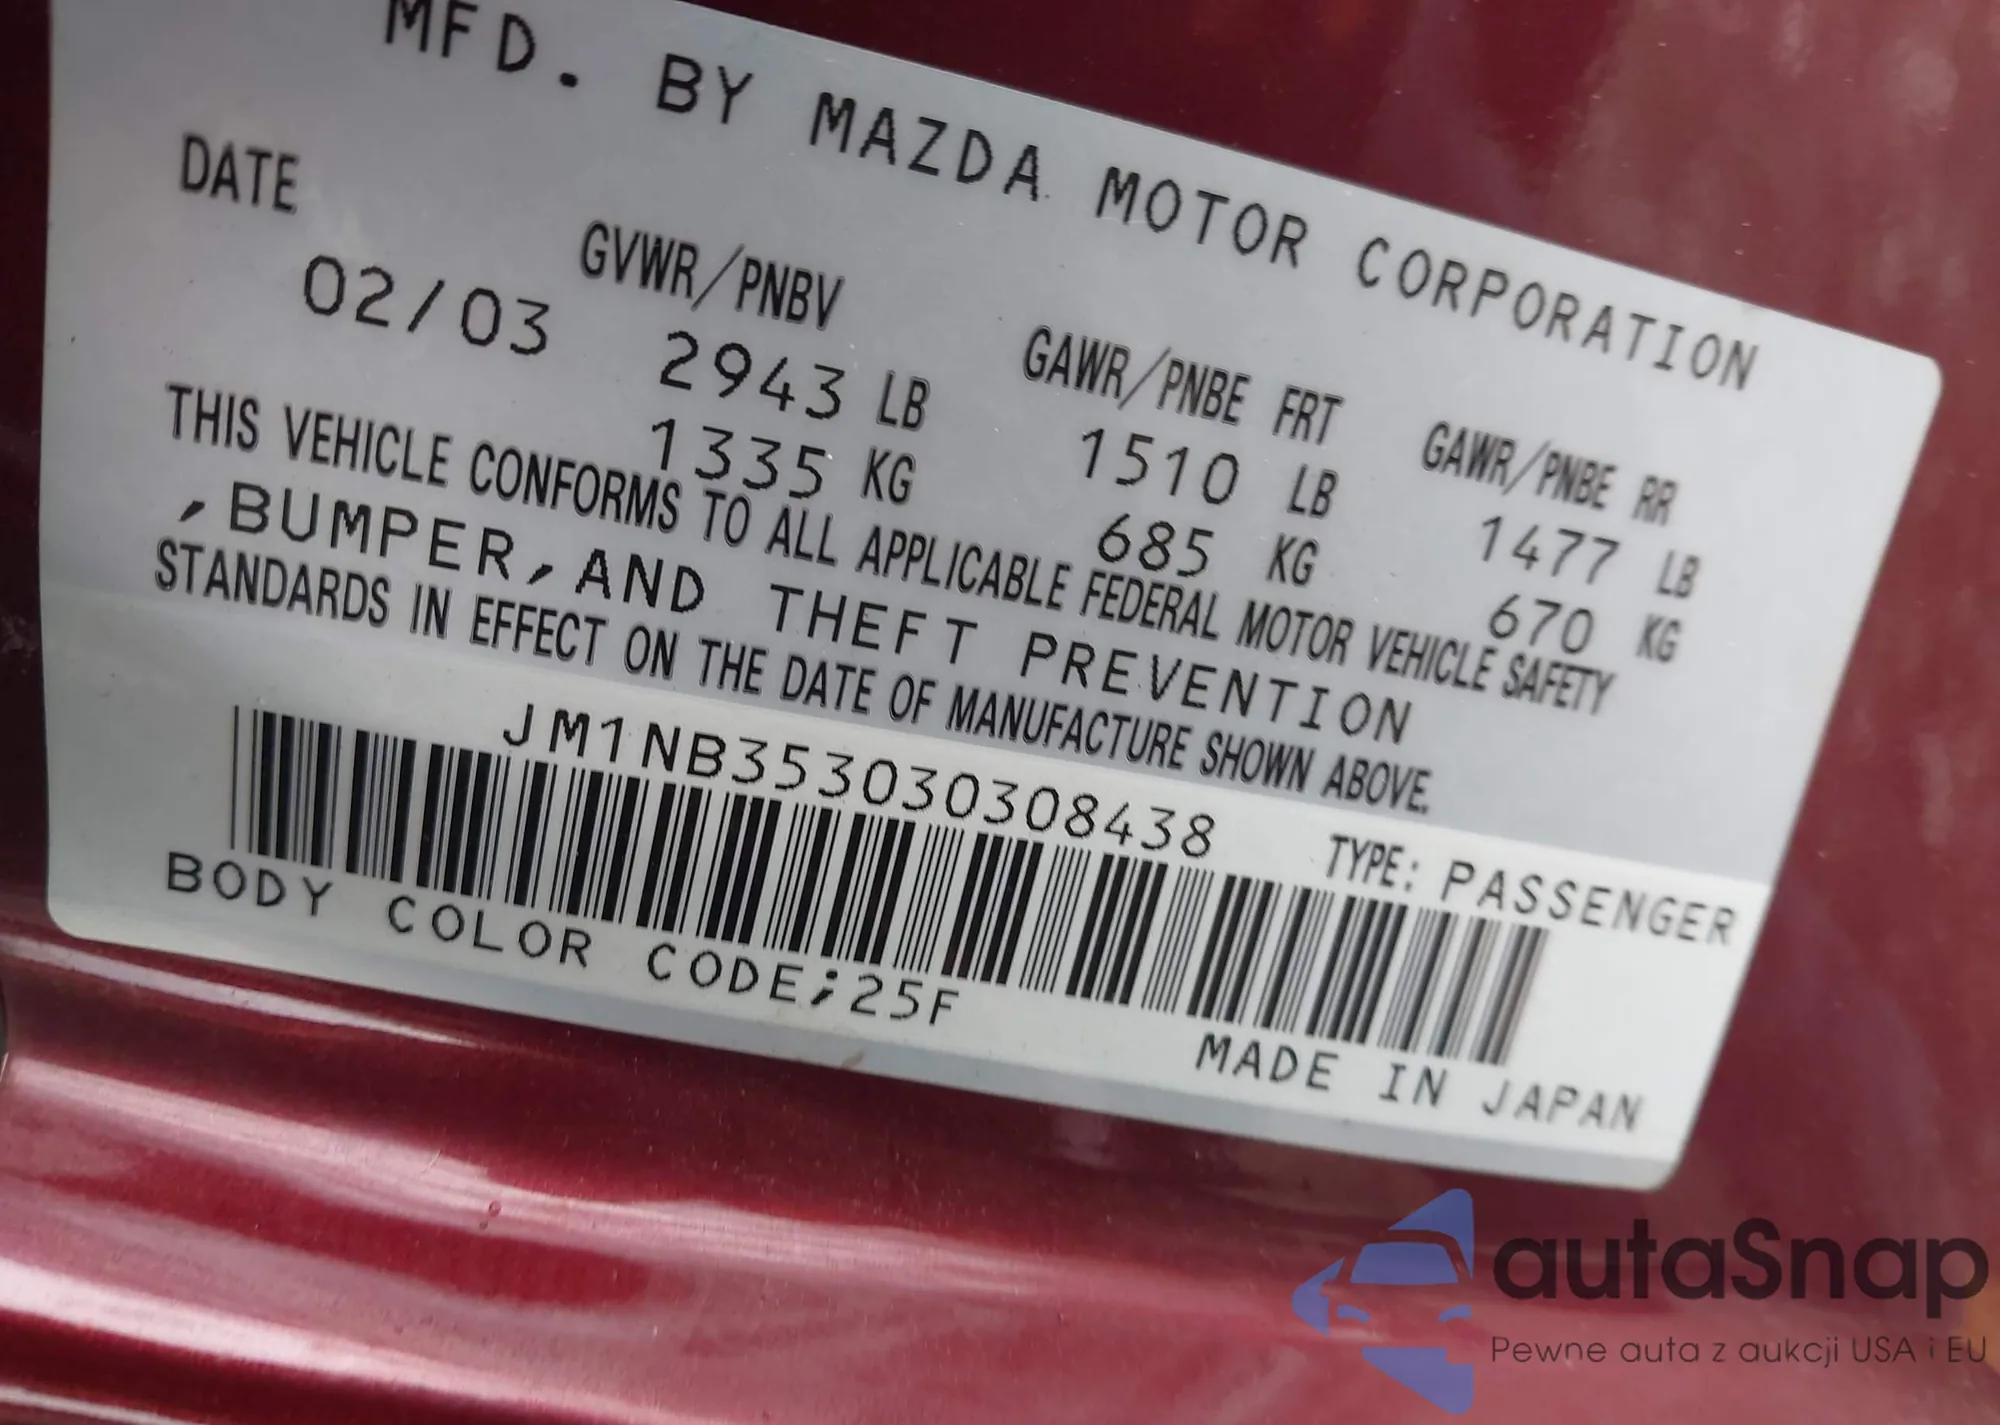 MFD. BY MAZDA MOTOR CORPORATION
DATE GVWR/PNBV GAWR/PNBE FRT GAWR/PNBE RR
02/03 2943 LB 1510 LB 1477 LB
1335 KG 685 KG 670 KG
THIS VEHICLE CONFORMS TO ALL APPLICABLE FEDERAL MOTOR VEHICLE SAFETY
,BUMPER,AND THEFT PREVENTION
STANDARDS IN EFFECT ON THE DATE OF MANUFACTURE SHOWN ABOVE.
JM1NB353030308438 TYPE: PASSENGER
BODY COLOR CODE;25F
MADE IN JAPAN
autaSnap
Pewne auta z aukcji USA i EU